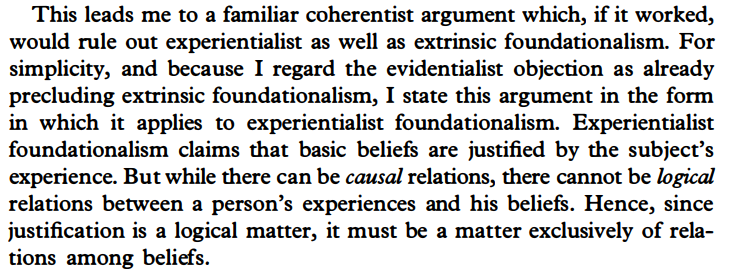 This leads me to a familiar coherentist argument which, if it worked,
would rule out experientialist as well as extrinsic foundationalism. For
simplicity, and because I regard the evidentialist objection as already
precluding extrinsic foundationalism, I state this argument in the form
in which it applies to experientialist foundationalism. Experientialist
foundationalism claims that basic beliefs are justified by the subject's
experience. But while there can be causal relations, there cannot be logical
relations between a person's experiences and his beliefs. Hence, since
justification is a logical matter, it must be a matter exclusively of rela-
tions among beliefs.